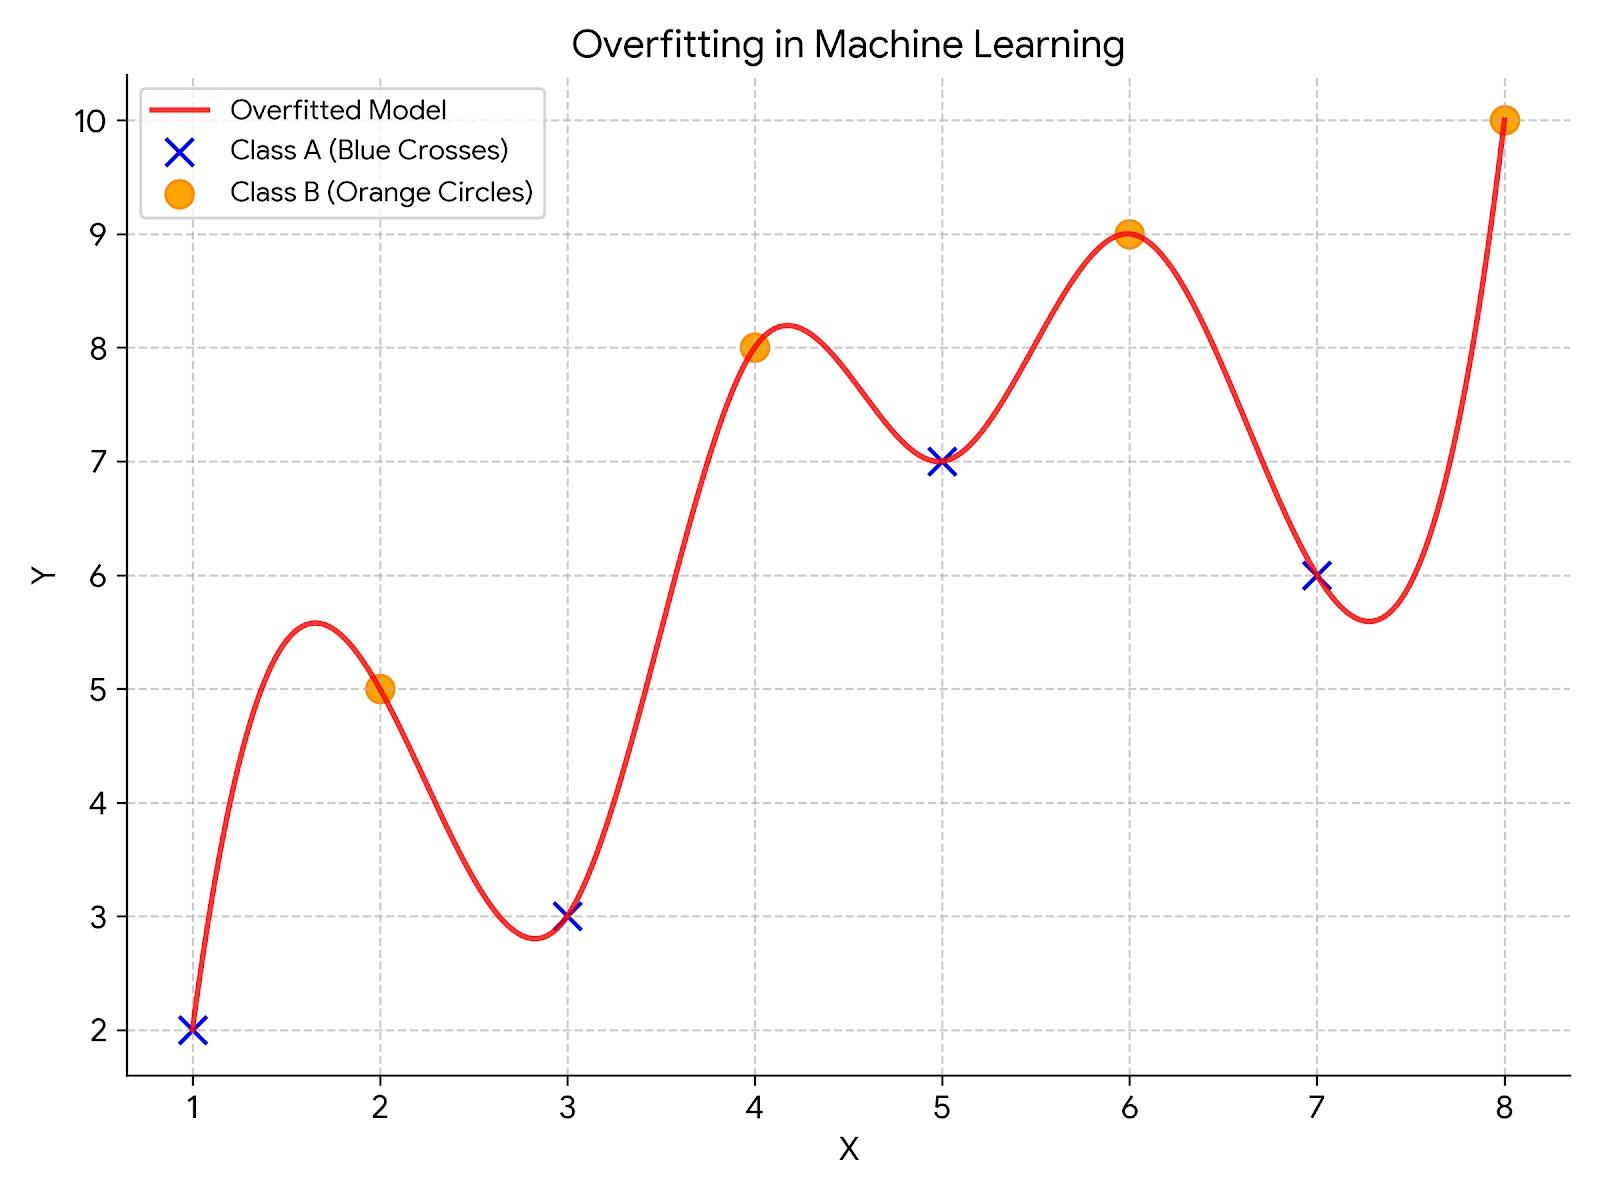 Overfitting in Machine Learning
Overfitted Model
Class A (Blue Crosses)
Class B (Orange Circles)
10
9
8
7
6
5
4
3
2
Y
1 2 3 4 5 6 7 8
X